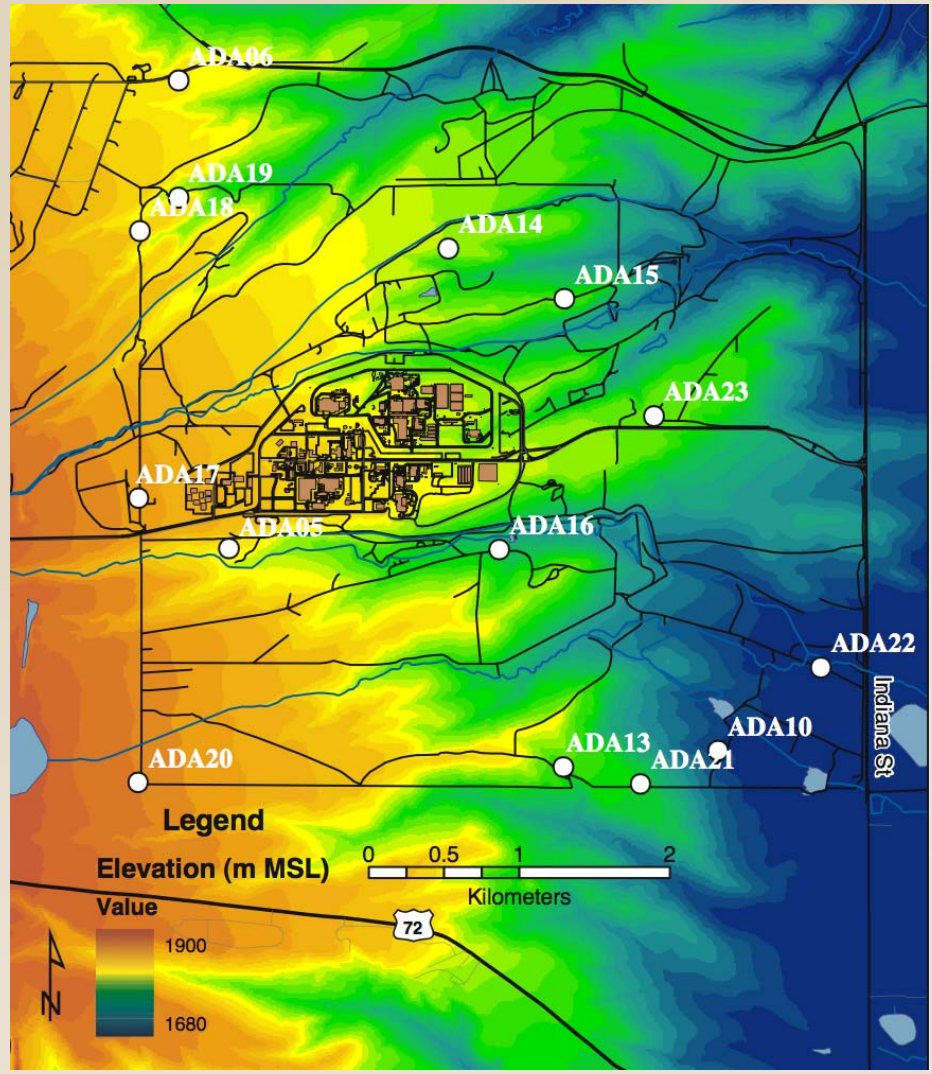 ADA06
ADA19
ADA18
ADA14
ADA15
ADA23
ADA17
ADA05
ADA16
ADA22
Indiana St
ADA10
ADA13
ADA21
ADA20
Legend
Elevation (m MSL)
Value
1900
1680
0 0.5 1 2
Kilometers
72
N